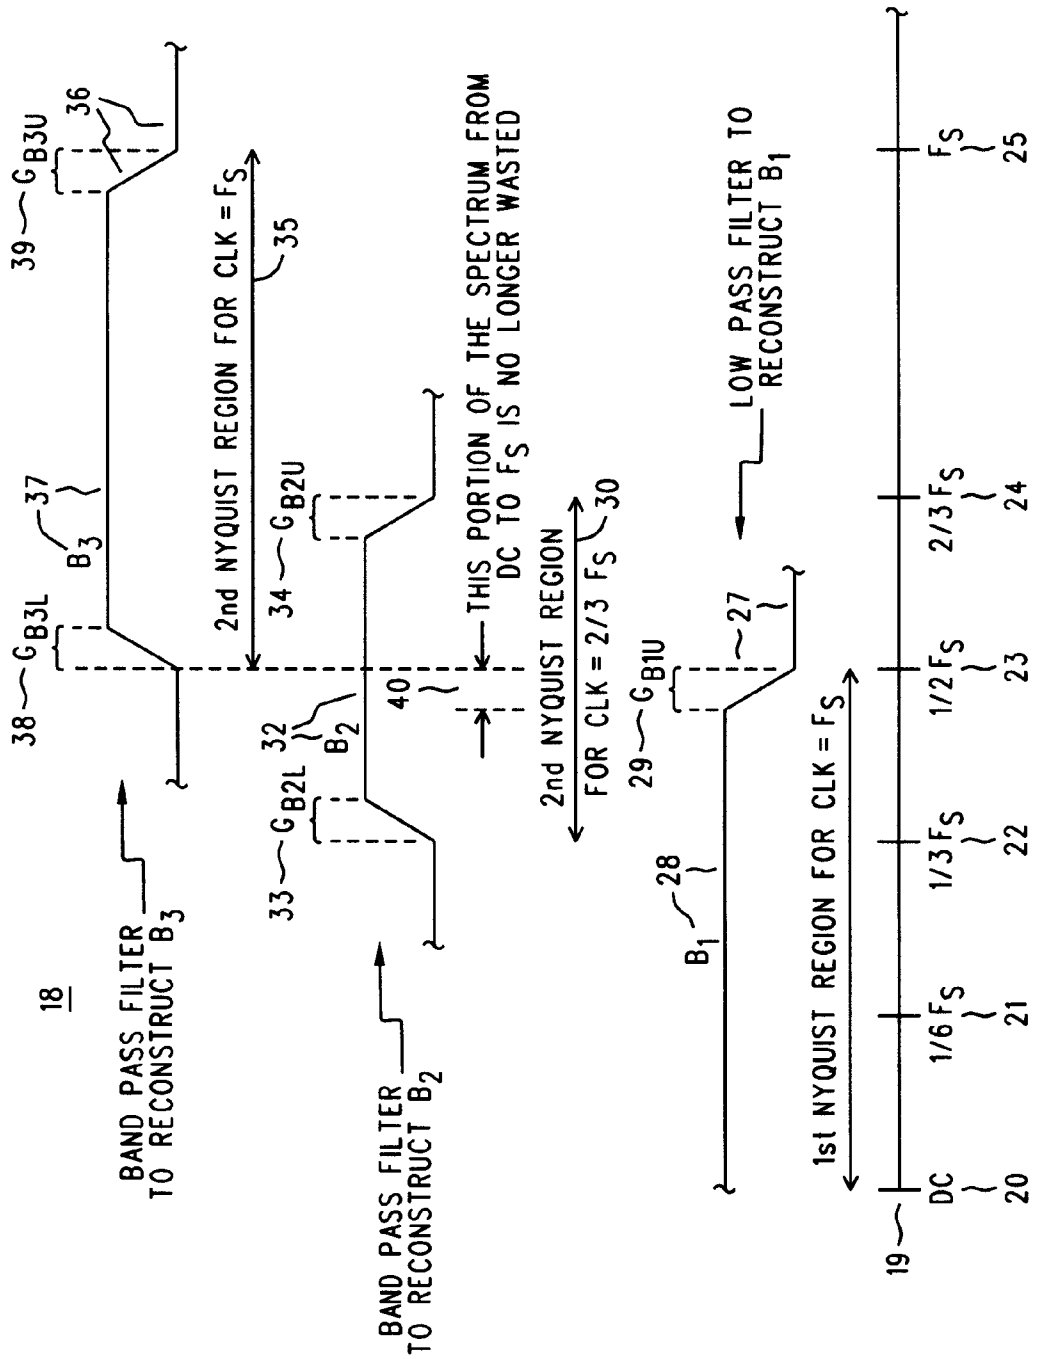 18
BAND PASS FILTER
TO RECONSTRUCT B3
38 GB3L
B3 37
39 GB3U
36
2nd NYQUIST REGION FOR CLK = FS
35
BAND PASS FILTER
TO RECONSTRUCT B2
33 GB2L
32
B2
34 GB2U
40
THIS PORTION OF THE SPECTRUM FROM
DC TO FS IS NO LONGER WASTED
2nd NYQUIST REGION
FOR CLK = 2/3 FS
30
29 GB1U
27
B1
28
LOW PASS FILTER TO
RECONSTRUCT B1
1st NYQUIST REGION FOR CLK = FS
19
DC 1/6 FS 1/3 FS 1/2 FS 2/3 FS FS
20 21 22 23 24 25